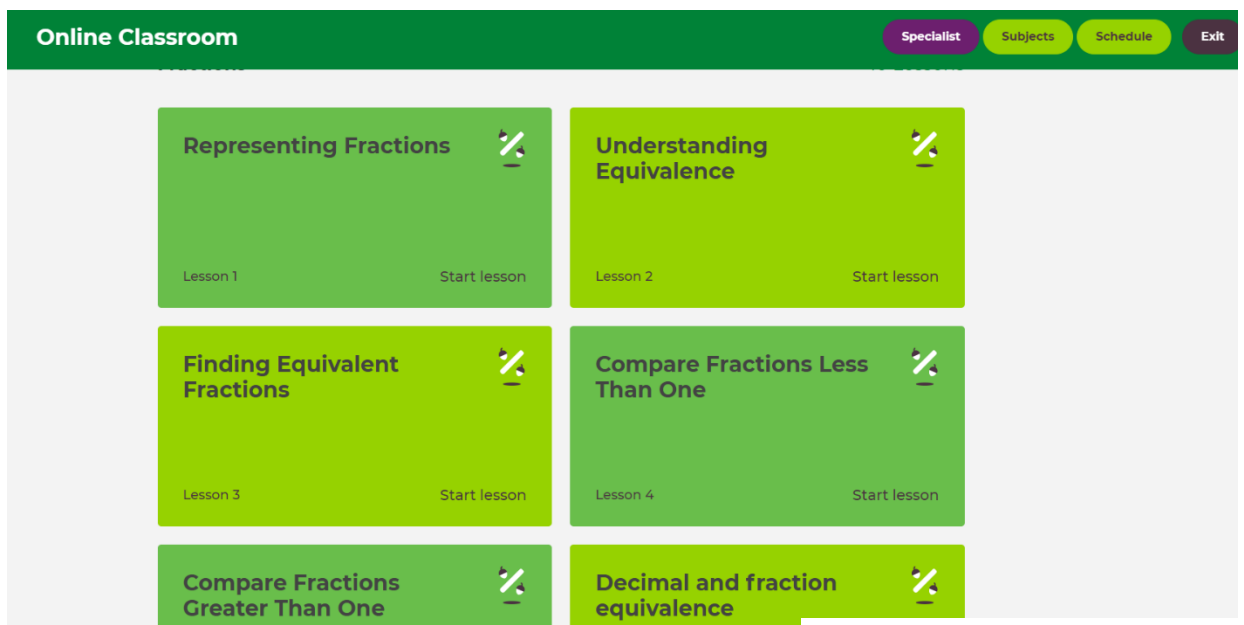 Online Classroom
Specialist
Subjects
Schedule
Exit
Representing Fractions
Lesson 1
Start lesson
Understanding
Equivalence
Lesson 2
Start lesson
Finding Equivalent
Fractions
Lesson 3
Start lesson
Compare Fractions Less
Than One
Lesson 4
Start lesson
Compare Fractions
Greater Than One
Decimal and fraction
equivalence